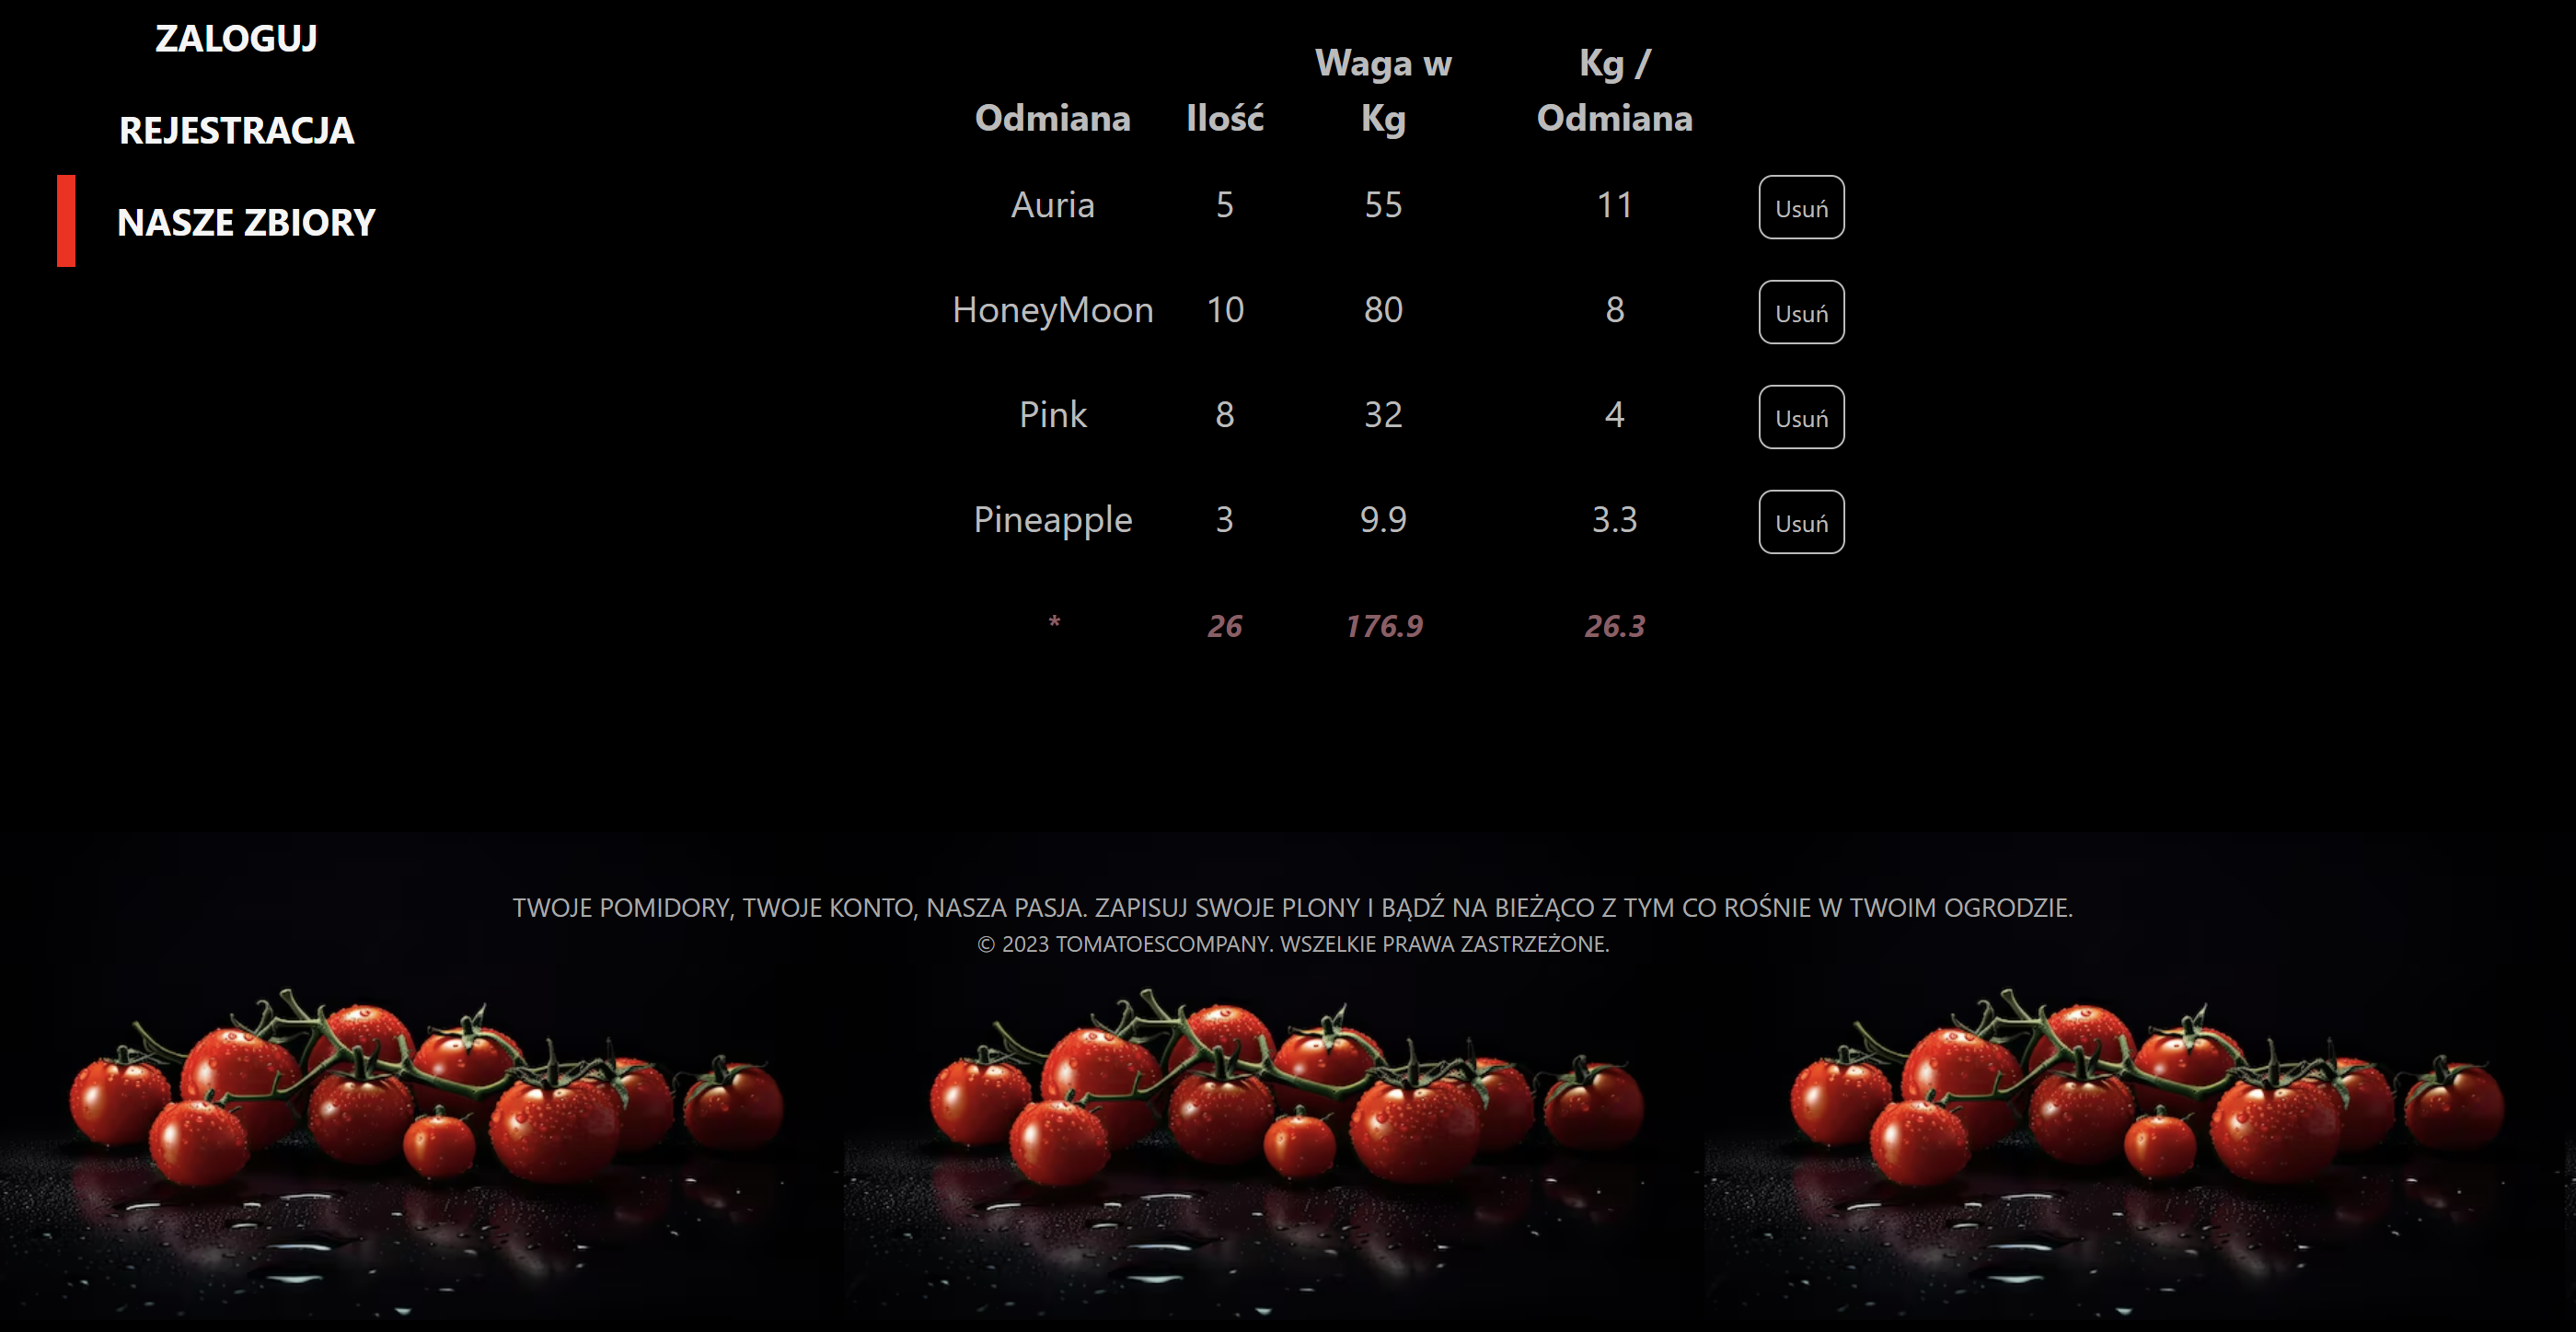 ZALOGUJ
REJESTRACJA
NASZE ZBIORY
Odmiana Ilość Waga w Kg Kg / Odmiana
Auria 5 55 11 Usuń
HoneyMoon 10 80 8 Usuń
Pink 8 32 4 Usuń
Pineapple 3 9.9 3.3 Usuń
* 26 176.9 26.3
TWOJE POMIDORY, TWOJE KONTO, NASZA PASJA. ZAPISUJ SWOJE PLONY I BĄDŹ NA BIEŻĄCO Z TYM CO ROŚNIE W TWOIM OGRODZIE.
© 2023 TOMATOESCOMPANY. WSZELKIE PRAWA ZASTRZEŻONE.